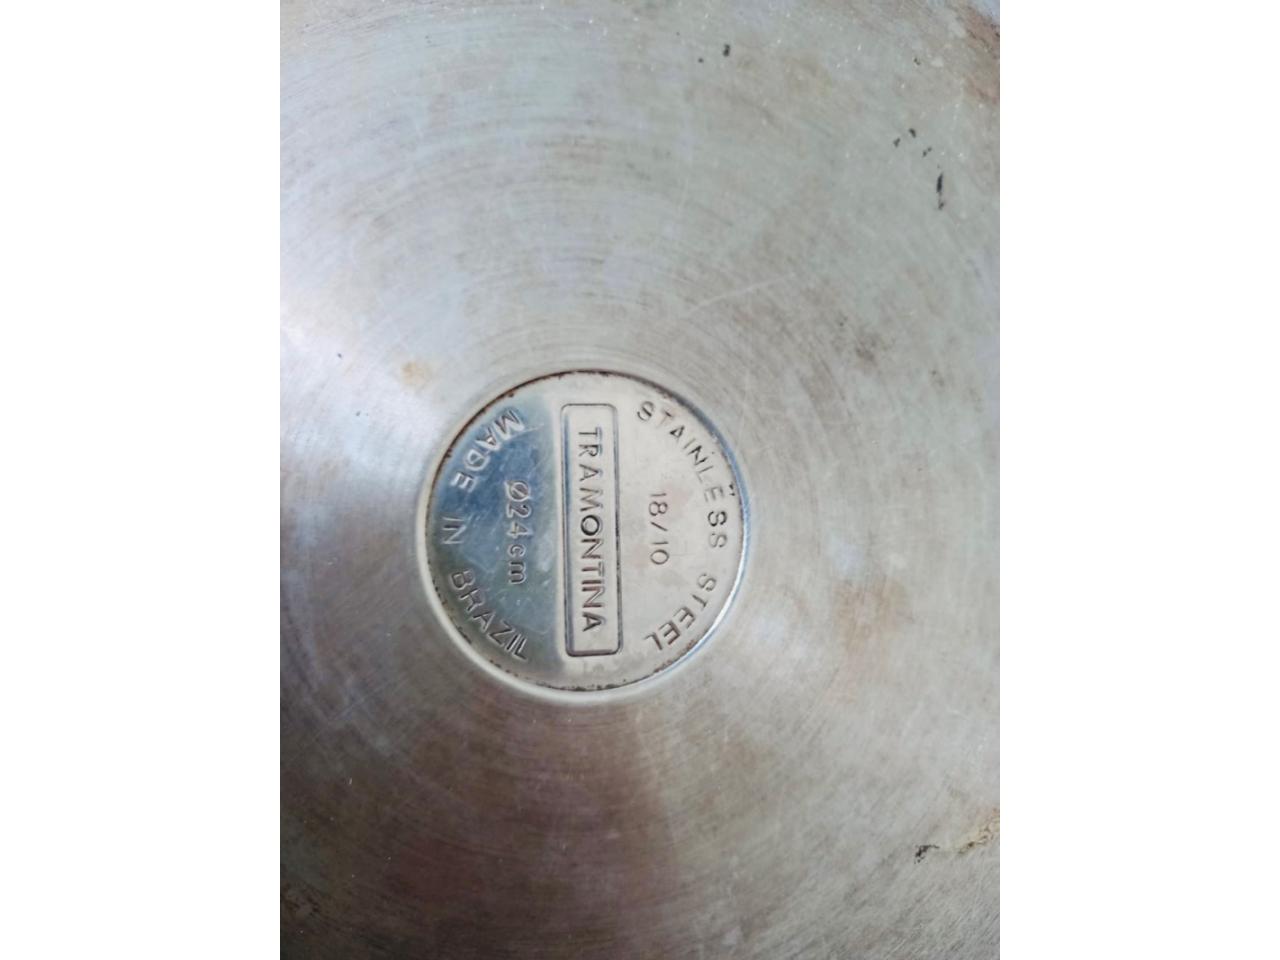 STAINLESS STEEL
18/10
TRAMONTINA
Ø24cm
MADE IN BRAZIL